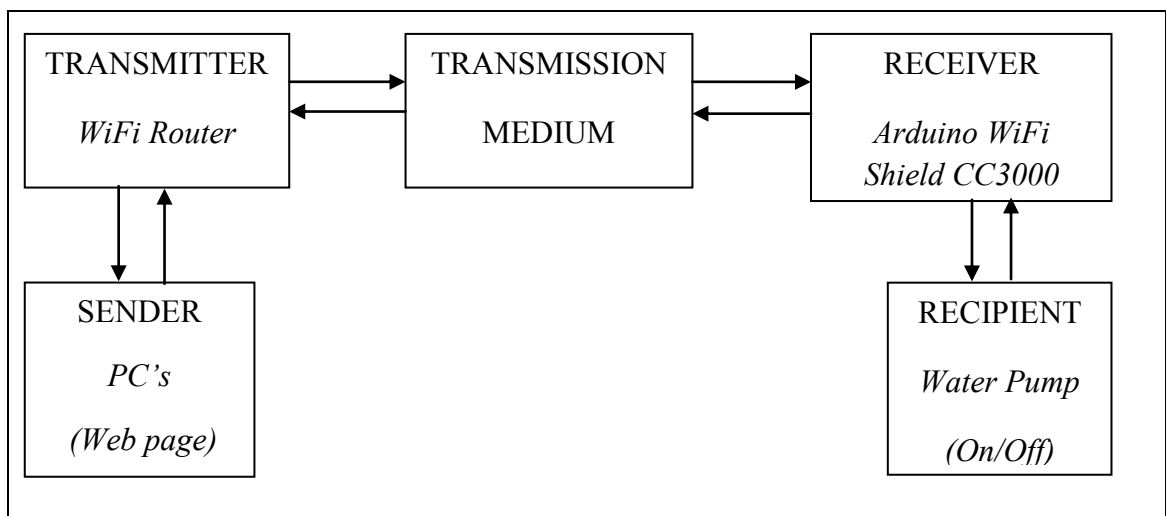 TRANSMITTER
WiFi Router
TRANSMISSION
MEDIUM
RECEIVER
Arduino WiFi
Shield CC3000
SENDER
PC’s
(Web page)
RECIPIENT
Water Pump
(On/Off)